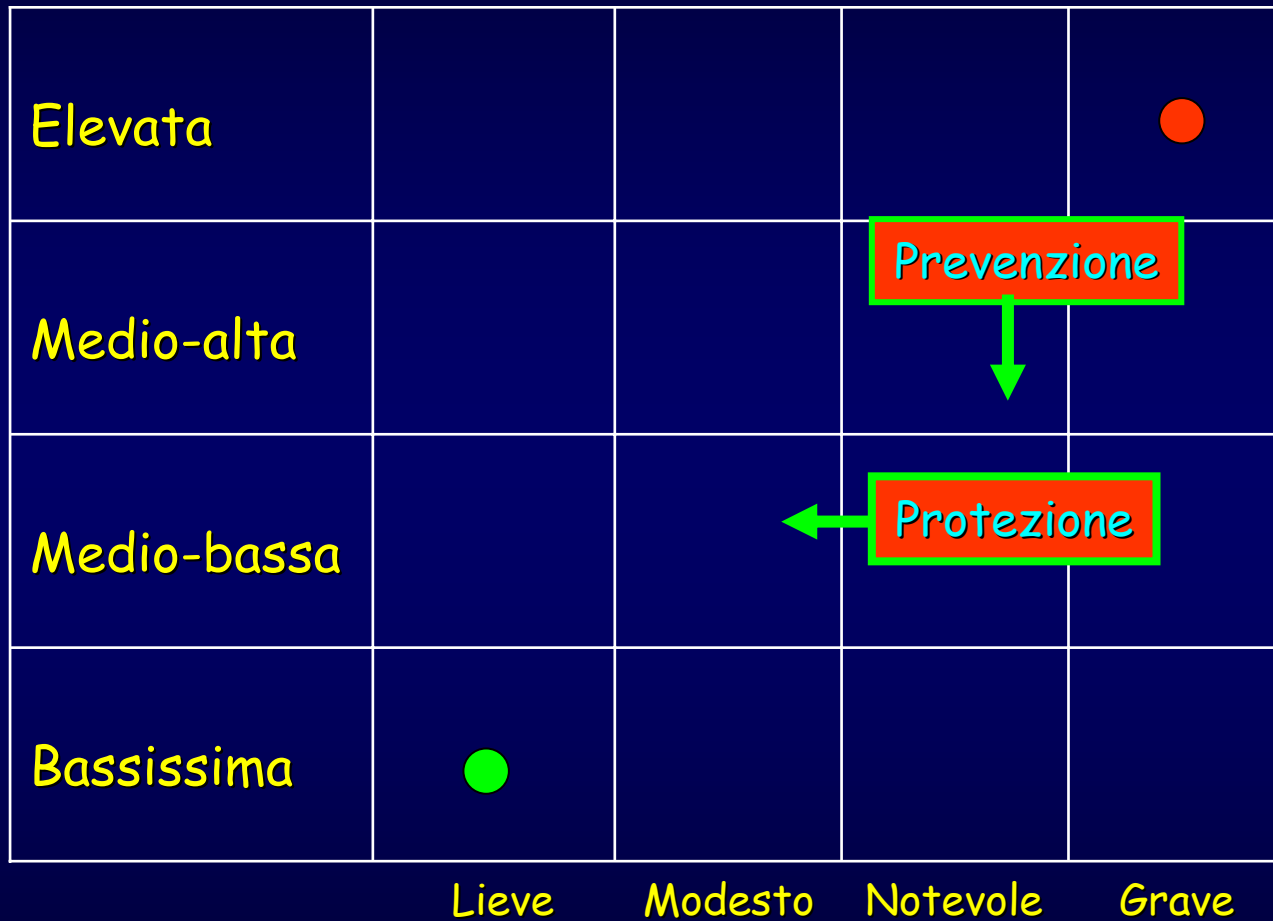 Elevata
Prevenzione
Medio-alta
Protezione
Medio-bassa
Bassissima
Lieve Modesto Notevole Grave